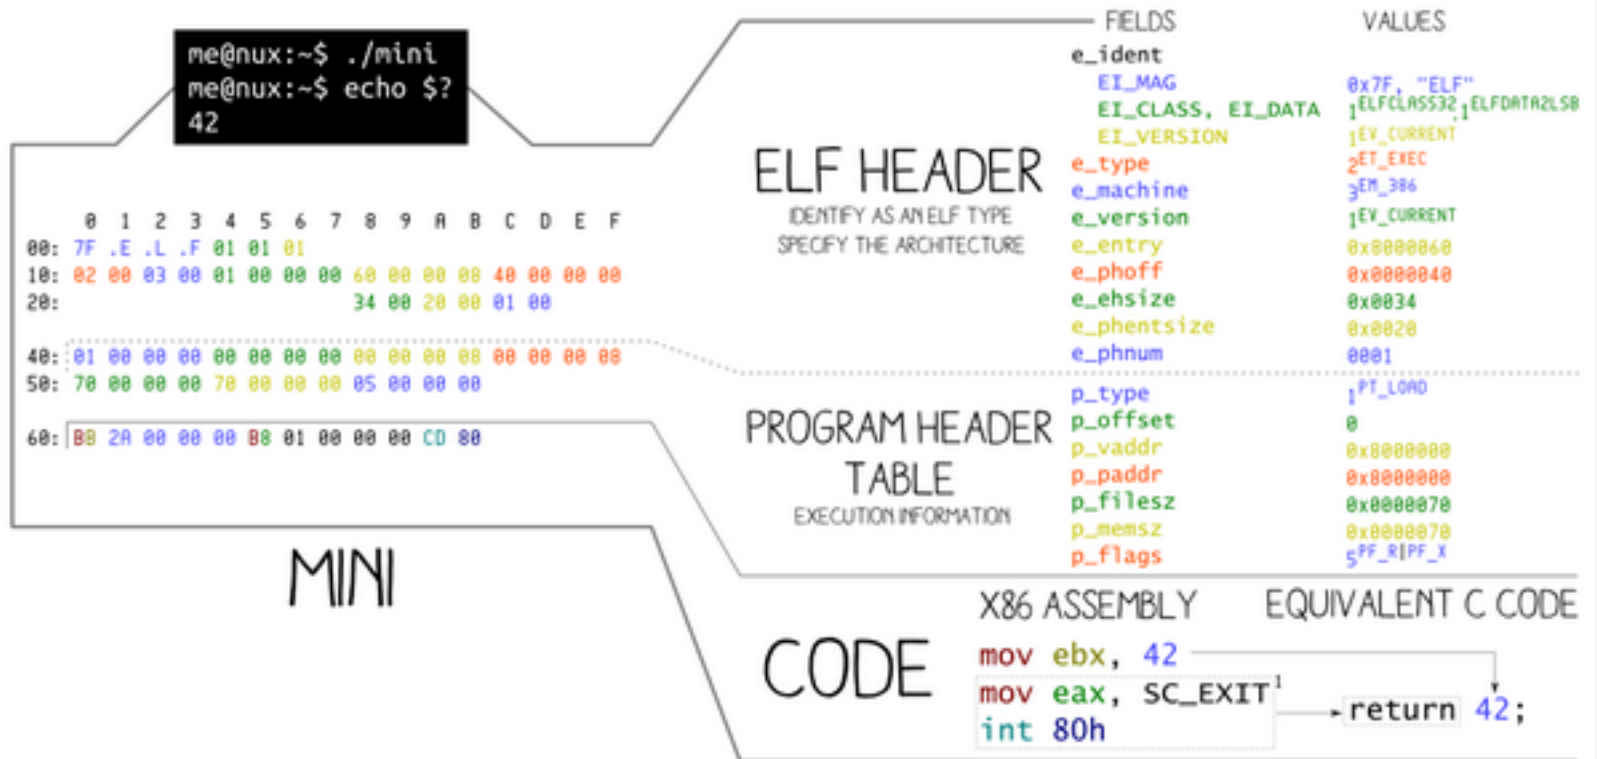 me@nux:~$ ./mini
me@nux:~$ echo $?
42
0 1 2 3 4 5 6 7 8 9 A B C D E F
00: 7F .E .L .F 01 01 01
10: 02 00 03 00 01 00 00 00 60 00 00 08 40 00 00 00
20: 34 00 20 00 01 00
40: 01 00 00 00 00 00 00 00 00 00 00 08 00 00 00 08
50: 70 00 00 00 70 00 00 00 05 00 00 00
60: BB 2A 00 00 00 B8 01 00 00 00 CD 80
MINI
FIELDS VALUES
e_ident
EI_MAG 0x7F, "ELF"
EI_CLASS, EI_DATA 1ELFCLASS32,1ELFDATA2LSB
EI_VERSION 1EV_CURRENT
e_type 2ET_EXEC
e_machine 3EM_386
e_version 1EV_CURRENT
e_entry 0x8000060
e_phoff 0x0000040
e_ehsize 0x0034
e_phentsize 0x0020
e_phnum 0001
ELF HEADER
IDENTIFY AS AN ELF TYPE
SPECIFY THE ARCHITECTURE
p_type 1PT_LOAD
p_offset 0
p_vaddr 0x8000000
p_paddr 0x8000000
p_filesz 0x0000070
p_memsz 0x0000070
p_flags 5PF_R|PF_X
PROGRAM HEADER
TABLE
EXECUTION INFORMATION
CODE
X86 ASSEMBLY EQUIVALENT C CODE
mov ebx, 42
mov eax, SC_EXIT1
int 80h
return 42;